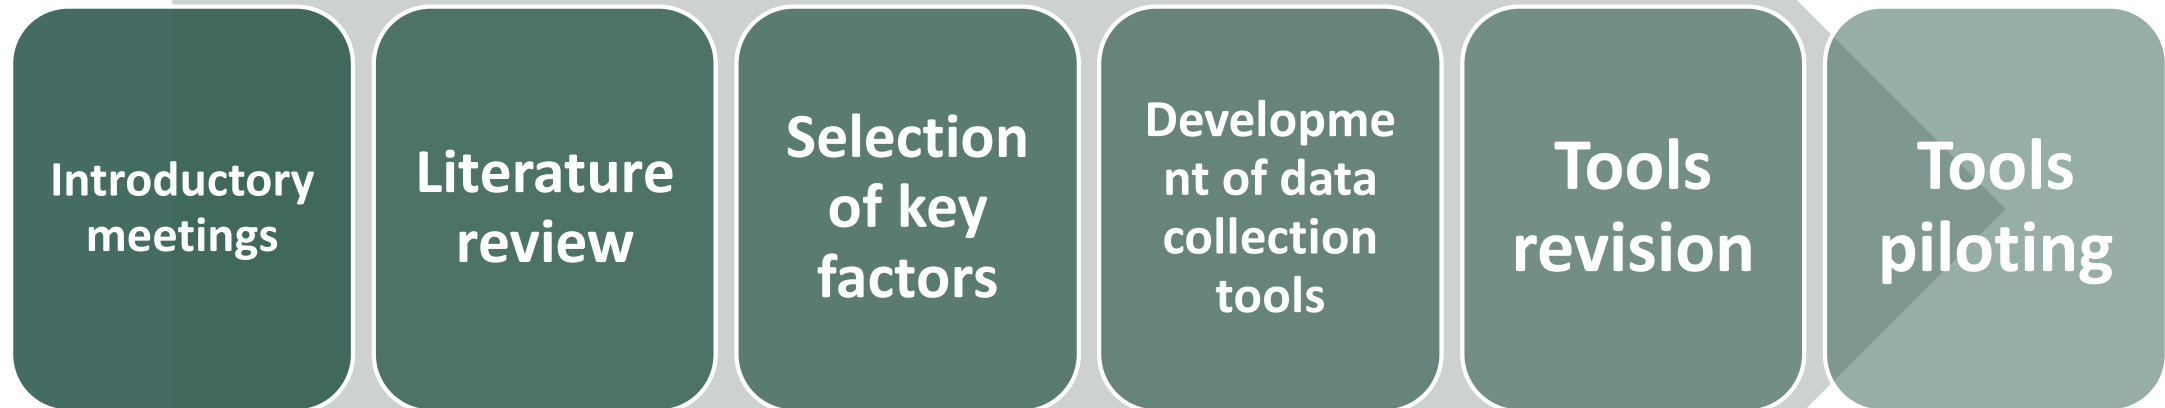 Introductory
meetings
Literature
review
Selection
of key
factors
Developme
nt of data
collection
tools
Tools
revision
Tools
piloting